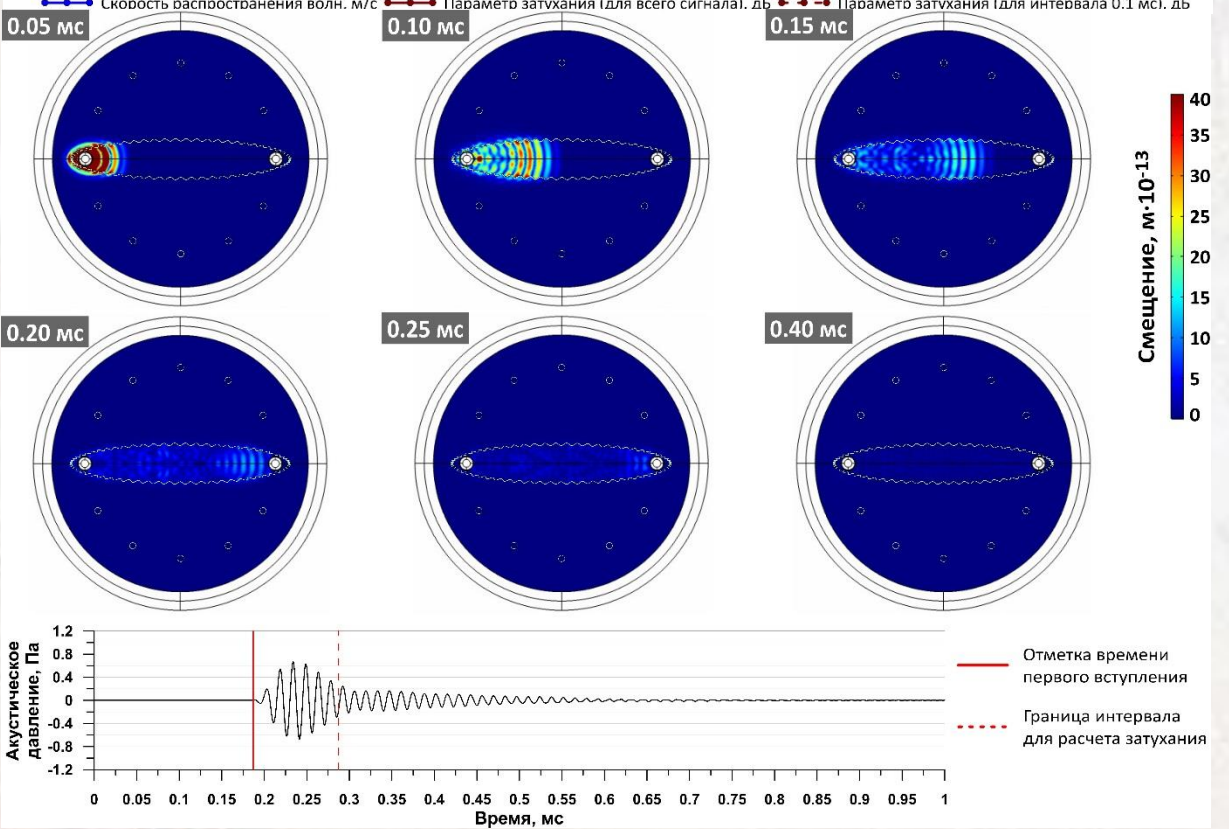 Скорость распространения волн, м/с Параметр затухания (для всего сигнала), дБ Параметр затухания (для интервала 0.1 мс), дБ
0.05 мс 0.10 мс 0.15 мс
40
35
30
25
20
15
10
5
0
Смещение, м·10⁻¹³
0.20 мс 0.25 мс 0.40 мс
Акустическое
давление, Па
1.2
0.8
0.4
0
-0.4
-0.8
-1.2
0 0.05 0.1 0.15 0.2 0.25 0.3 0.35 0.4 0.45 0.5 0.55 0.6 0.65 0.7 0.75 0.8 0.85 0.9 0.95 1
Время, мс
Отметка времени
первого вступления
Граница интервала
для расчета затухания